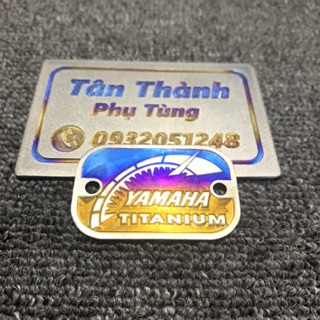 Tân Thành
Phụ Tùng
0932051248
YAMAHA
TITANIUM